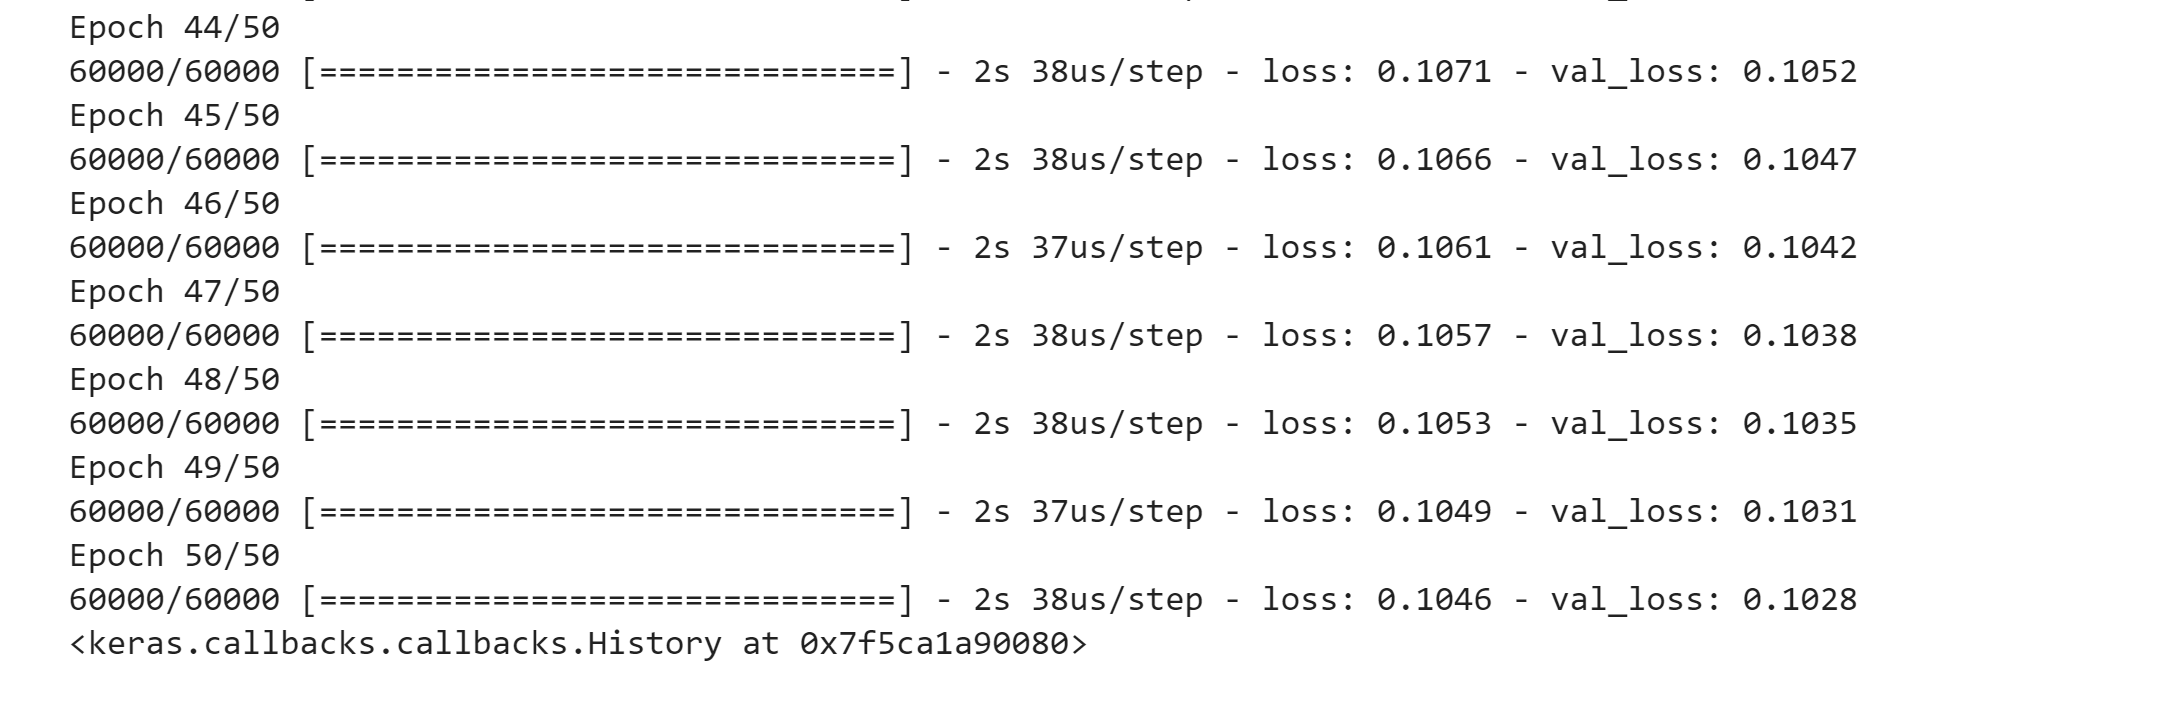 Epoch 44/50
60000/60000 [==============================] - 2s 38us/step - loss: 0.1071 - val_loss: 0.1052
Epoch 45/50
60000/60000 [==============================] - 2s 38us/step - loss: 0.1066 - val_loss: 0.1047
Epoch 46/50
60000/60000 [==============================] - 2s 37us/step - loss: 0.1061 - val_loss: 0.1042
Epoch 47/50
60000/60000 [==============================] - 2s 38us/step - loss: 0.1057 - val_loss: 0.1038
Epoch 48/50
60000/60000 [==============================] - 2s 38us/step - loss: 0.1053 - val_loss: 0.1035
Epoch 49/50
60000/60000 [==============================] - 2s 37us/step - loss: 0.1049 - val_loss: 0.1031
Epoch 50/50
60000/60000 [==============================] - 2s 38us/step - loss: 0.1046 - val_loss: 0.1028
<keras.callbacks.callbacks.History at 0x7f5ca1a90080>